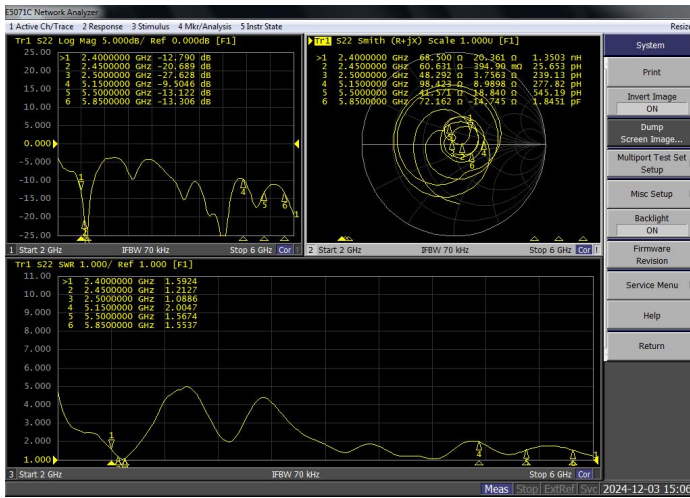 E5071C Network Analyzer
1 Active Ch/Trace 2 Response 3 Stimulus 4 Mkr/Analysis 5 Instr State
Resize
Tr1 S22 Log Mag 5.000dB/ Ref 0.000dB [F1]
25.00
20.00
15.00
10.00
5.000
0.000
-5.000
-10.00
-15.00
-20.00
-25.00
>1 2.4000000 GHz -12.790 dB
2 2.4500000 GHz -20.689 dB
3 2.5000000 GHz -27.628 dB
4 5.1500000 GHz -9.5046 dB
5 5.5000000 GHz -13.122 dB
6 5.8500000 GHz -13.306 dB
1 Start 2 GHz IFBW 70 kHz Stop 6 GHz Cor !
Tr1 S22 Smith (R+jX) Scale 1.000U [F1]
>1 2.4000000 GHz 68.500 Ω 20.361 Ω 1.3503 nH
2 2.4500000 GHz 60.631 Ω 394.90 mΩ 25.653 pH
3 2.5000000 GHz 48.292 Ω 3.7563 Ω 239.13 pH
4 5.1500000 GHz 98.423 Ω 8.9898 Ω 277.82 pH
5 5.5000000 GHz 41.571 Ω 18.840 Ω 545.19 pH
6 5.8500000 GHz 72.162 Ω -14.745 Ω 1.8451 pF
2 Start 2 GHz IFBW 70 kHz Stop 6 GHz Cor !
Tr1 S22 SWR 1.000/ Ref 1.000 [F1]
11.00
10.00
9.000
8.000
7.000
6.000
5.000
4.000
3.000
2.000
1.000
>1 2.4000000 GHz 1.5924
2 2.4500000 GHz 1.2127
3 2.5000000 GHz 1.0886
4 5.1500000 GHz 2.0047
5 5.5000000 GHz 1.5674
6 5.8500000 GHz 1.5537
3 Start 2 GHz IFBW 70 kHz Stop 6 GHz Cor
System
Print
Invert Image
ON
Dump
Screen Image...
Multiport Test Set
Setup
Misc Setup
Backlight
ON
Firmware
Revision
Service Menu
Help
Return
Meas Stop ExtRef Svc 2024-12-03 15:06